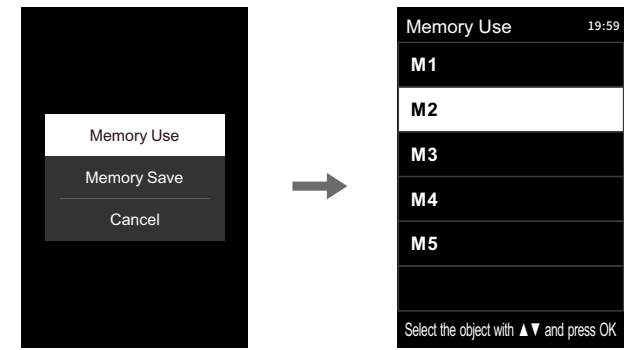 Memory Use
Memory Save
Cancel
Memory Use 19:59
M1
M2
M3
M4
M5
Select the object with ▲▼ and press OK